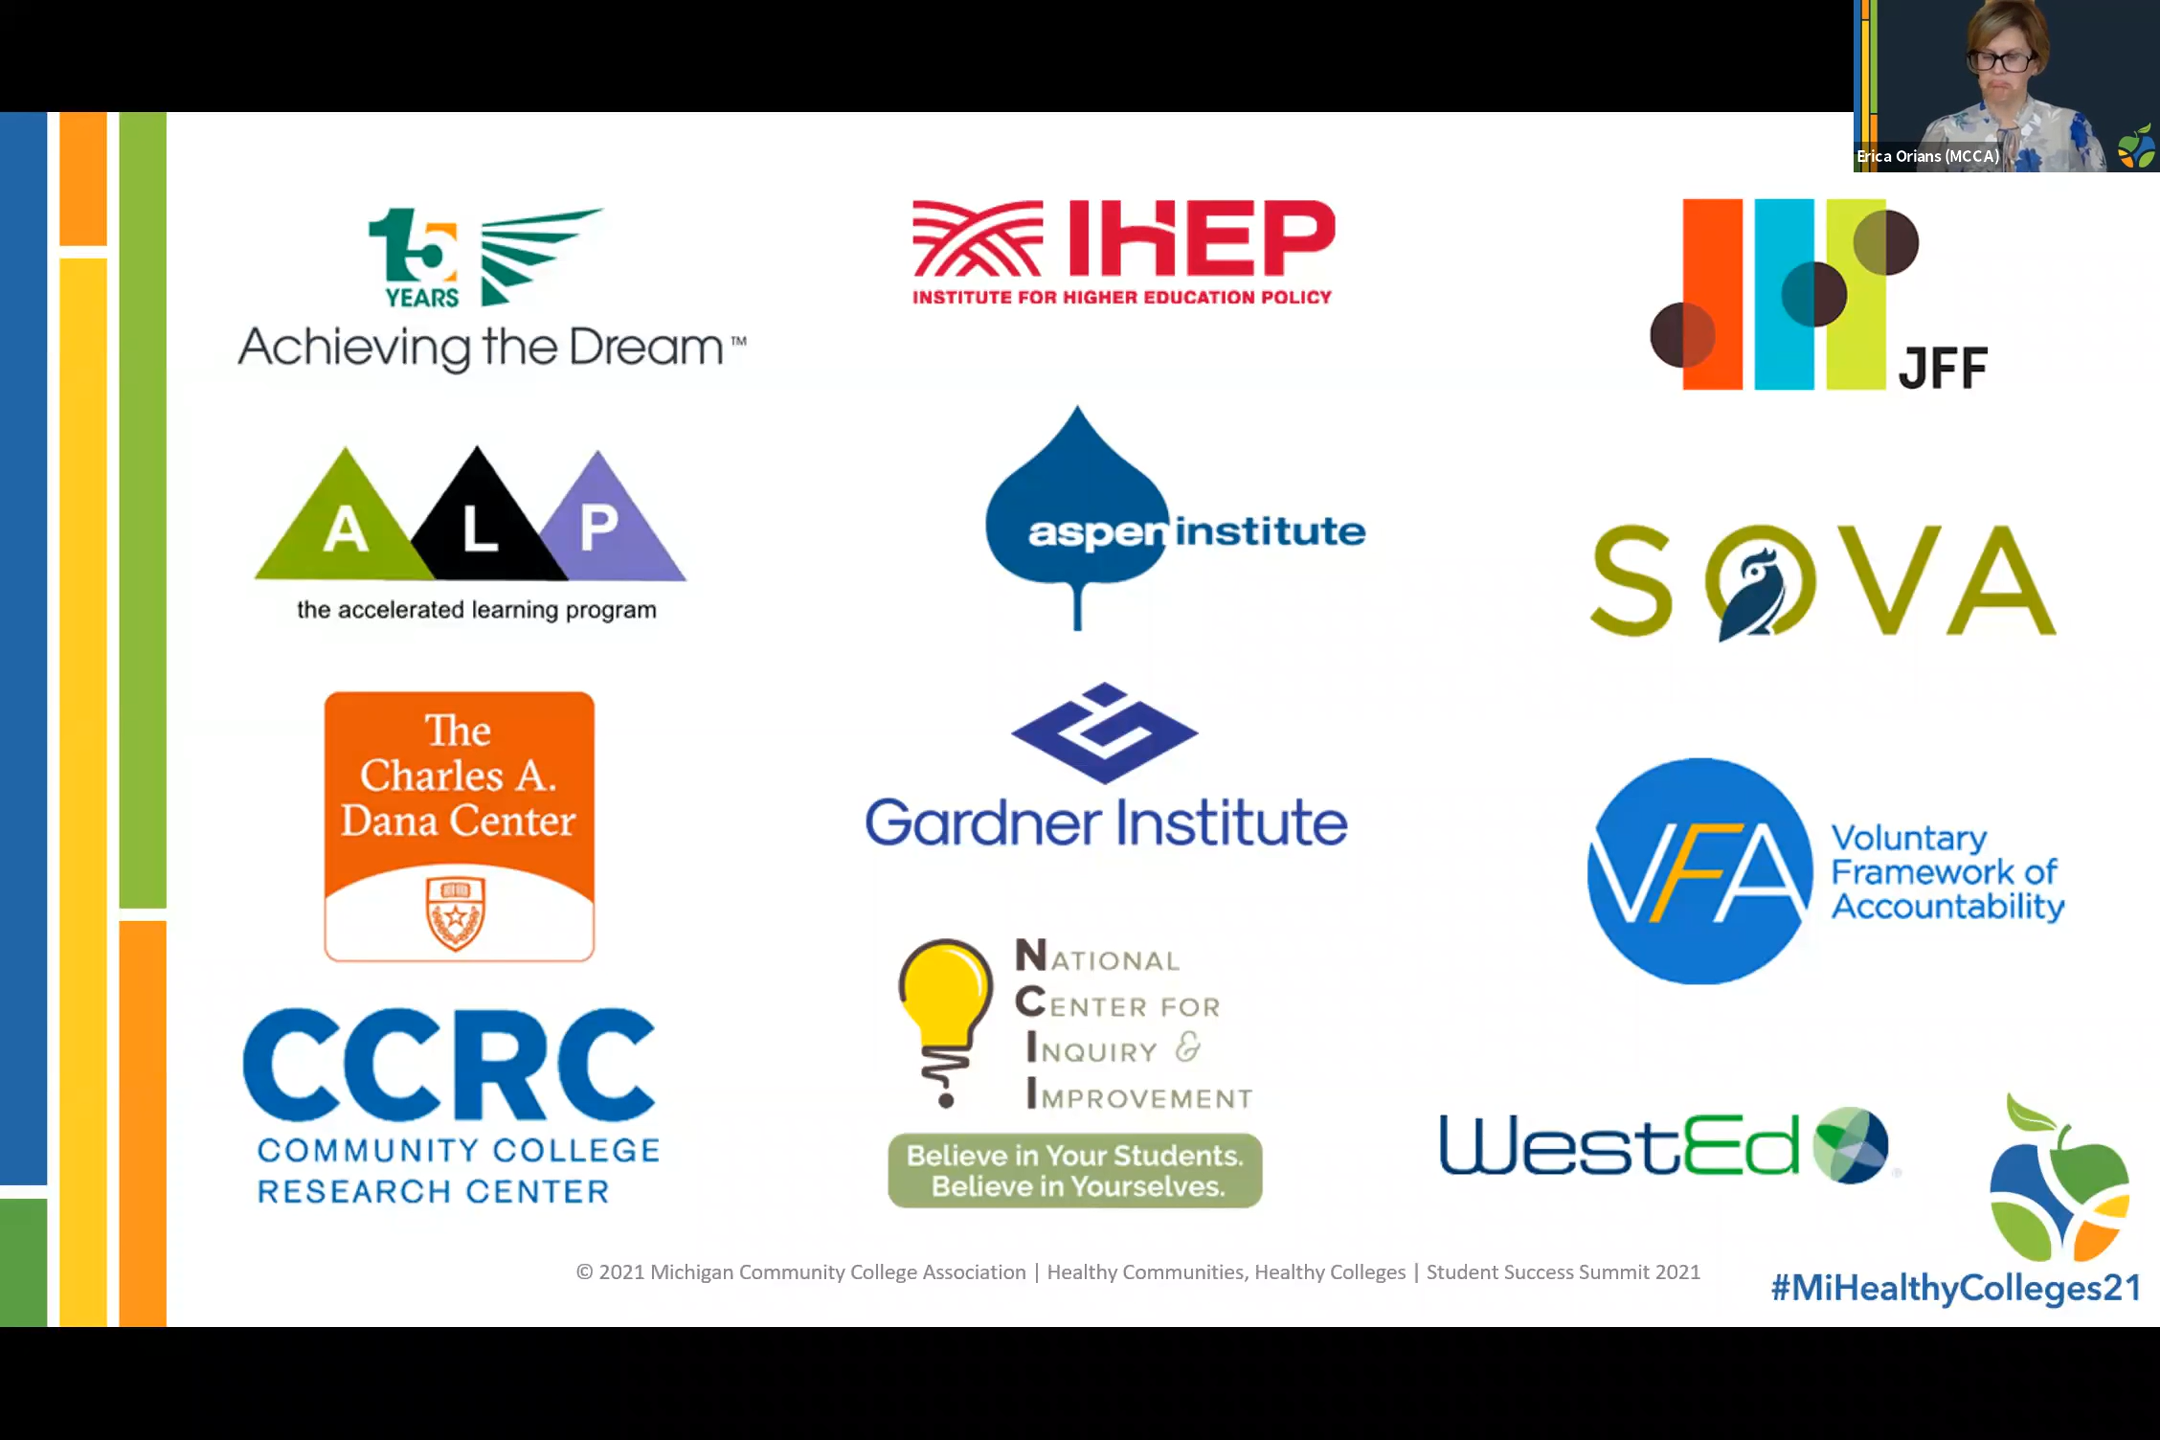 Erica Orians (MCCA)
15
YEARS
Achieving the Dream™
IHEP
INSTITUTE FOR HIGHER EDUCATION POLICY
JFF
A L P
the accelerated learning program
aspen institute
SOVA
The
Charles A.
Dana Center
Gardner Institute
VFA
Voluntary
Framework of
Accountability
CCRC
COMMUNITY COLLEGE
RESEARCH CENTER
NATIONAL
CENTER FOR
INQUIRY &
IMPROVEMENT
Believe in Your Students.
Believe in Yourselves.
WestEd®
© 2021 Michigan Community College Association | Healthy Communities, Healthy Colleges | Student Success Summit 2021
#MiHealthyColleges21